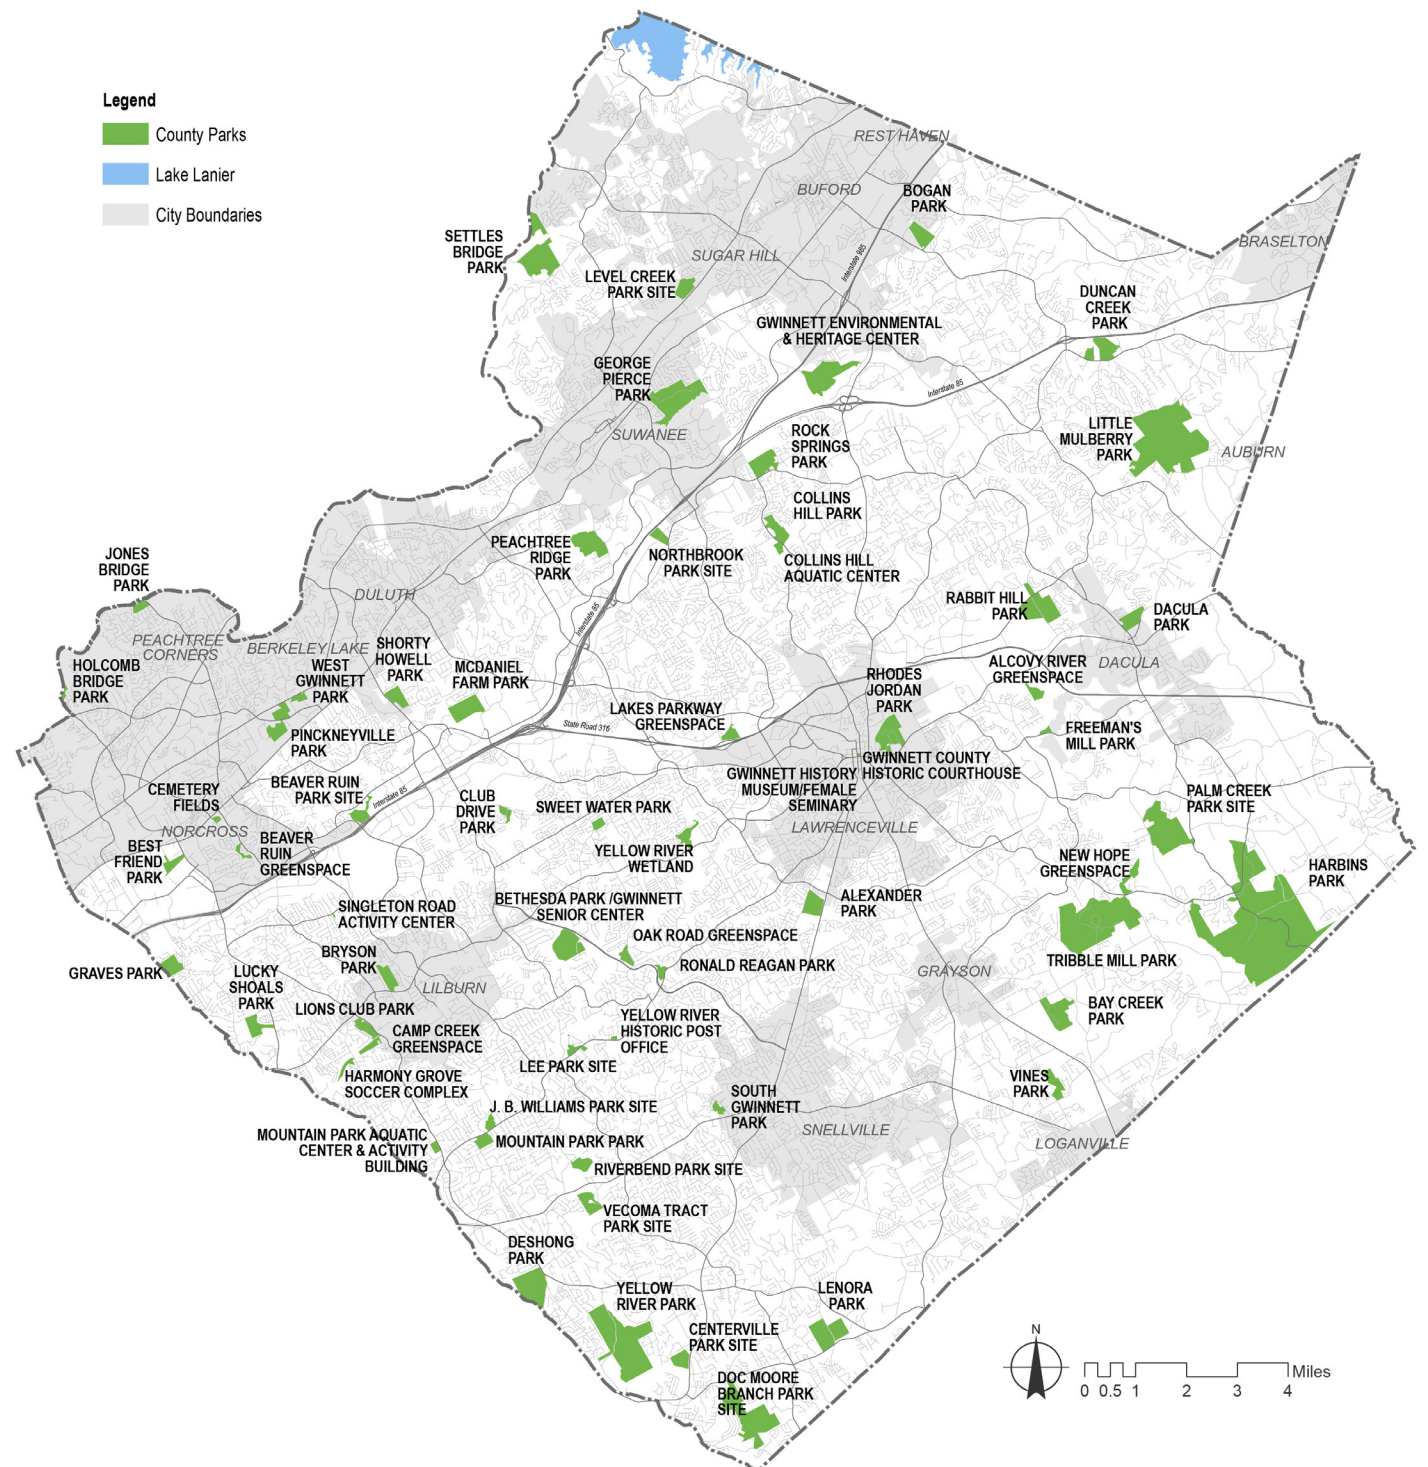 Legend
County Parks
Lake Lanier
City Boundaries
REST HAVEN
BUFORD
BOGAN
PARK
BRASELTON
SETTLES
BRIDGE
PARK
SUGAR HILL
Interstate 985
LEVEL CREEK
PARK SITE
DUNCAN
CREEK
PARK
GWINNETT ENVIRONMENTAL
& HERITAGE CENTER
GEORGE
PIERCE
PARK
Interstate 85
SUWANEE
ROCK
SPRINGS
PARK
LITTLE
MULBERRY
PARK
AUBURN
COLLINS
HILL PARK
PEACHTREE
RIDGE
PARK
NORTHBROOK
PARK SITE
COLLINS HILL
AQUATIC CENTER
JONES
BRIDGE
PARK
DULUTH
Interstate 85
RABBIT HILL
PARK
DACULA
PARK
PEACHTREE
CORNERS
BERKELEY LAKE
SHORTY
HOWELL
PARK
HOLCOMB
BRIDGE
PARK
WEST
GWINNETT
PARK
MCDANIEL
FARM PARK
RHODES
JORDAN
PARK
ALCOVY RIVER
GREENSPACE
DACULA
LAKES PARKWAY
GREENSPACE
State Road 316
FREEMAN'S
MILL PARK
PINCKNEYVILLE
PARK
GWINNETT COUNTY
HISTORIC COURTHOUSE
GWINNETT HISTORY
MUSEUM/FEMALE
SEMINARY
CEMETERY
FIELDS
BEAVER RUIN
PARK SITE
Interstate 85
CLUB
DRIVE
PARK
SWEET WATER PARK
PALM CREEK
PARK SITE
NORCROSS
LAWRENCEVILLE
BEST
FRIEND
PARK
BEAVER
RUIN
GREENSPACE
YELLOW RIVER
WETLAND
NEW HOPE
GREENSPACE
HARBINS
PARK
SINGLETON ROAD
ACTIVITY CENTER
BETHESDA PARK /GWINNETT
SENIOR CENTER
ALEXANDER
PARK
OAK ROAD GREENSPACE
BRYSON
PARK
RONALD REAGAN PARK
TRIBBLE MILL PARK
GRAYSON
GRAVES PARK
LUCKY
SHOALS
PARK
LILBURN
LIONS CLUB PARK
BAY CREEK
PARK
CAMP CREEK
GREENSPACE
YELLOW RIVER
HISTORIC POST
OFFICE
LEE PARK SITE
HARMONY GROVE
SOCCER COMPLEX
VINES
PARK
J. B. WILLIAMS PARK SITE
SOUTH
GWINNETT
PARK
MOUNTAIN PARK AQUATIC
CENTER & ACTIVITY
BUILDING
MOUNTAIN PARK PARK
SNELLVILLE
LOGANVILLE
RIVERBEND PARK SITE
VECOMA TRACT
PARK SITE
DESHONG
PARK
YELLOW
RIVER PARK
LENORA
PARK
CENTERVILLE
PARK SITE
DOC MOORE
BRANCH PARK
SITE
N
Miles
0 0.5 1 2 3 4